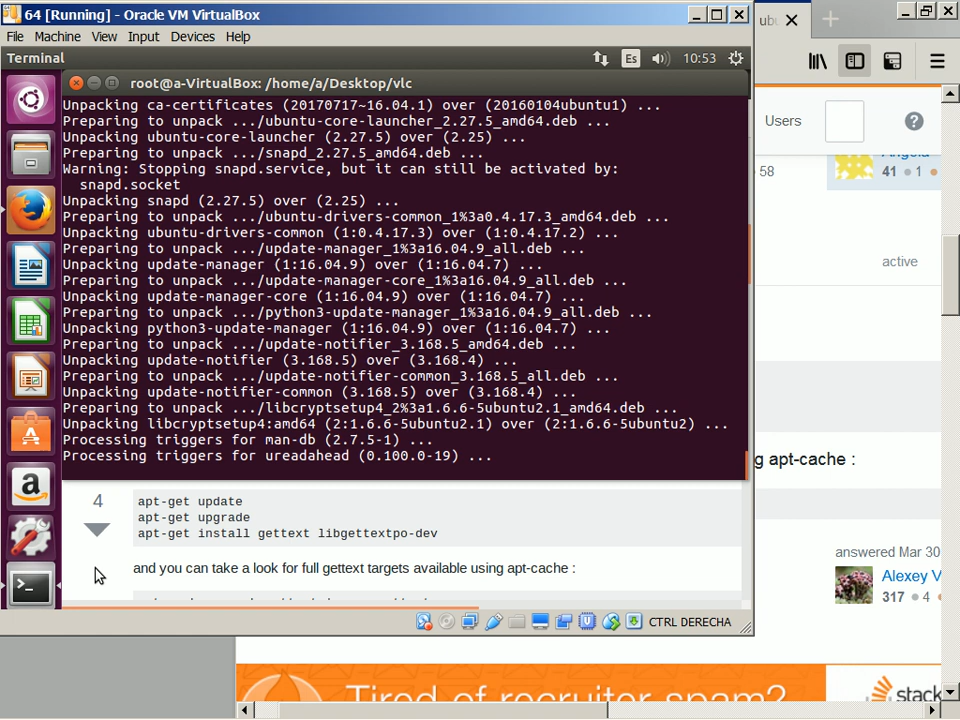 64 [Running] - Oracle VM VirtualBox
File Machine View Input Devices Help
Terminal
Es
10:53
root@a-VirtualBox: /home/a/Desktop/vlc
Unpacking ca-certificates (20170717~16.04.1) over (20160104ubuntu1) ...
Preparing to unpack .../ubuntu-core-launcher_2.27.5_amd64.deb ...
Unpacking ubuntu-core-launcher (2.27.5) over (2.25) ...
Preparing to unpack .../snapd_2.27.5_amd64.deb ...
Warning: Stopping snapd.service, but it can still be activated by:
snapd.socket
Unpacking snapd (2.27.5) over (2.25) ...
Preparing to unpack .../ubuntu-drivers-common_1%3a0.4.17.3_amd64.deb ...
Unpacking ubuntu-drivers-common (1:0.4.17.3) over (1:0.4.17.2) ...
Preparing to unpack .../update-manager_1%3a16.04.9_all.deb ...
Unpacking update-manager (1:16.04.9) over (1:16.04.7) ...
Preparing to unpack .../update-manager-core_1%3a16.04.9_all.deb ...
Unpacking update-manager-core (1:16.04.9) over (1:16.04.7) ...
Preparing to unpack .../python3-update-manager_1%3a16.04.9_all.deb ...
Unpacking python3-update-manager (1:16.04.9) over (1:16.04.7) ...
Preparing to unpack .../update-notifier_3.168.5_amd64.deb ...
Unpacking update-notifier (3.168.5) over (3.168.4) ...
Preparing to unpack .../update-notifier-common_3.168.5_all.deb ...
Unpacking update-notifier-common (3.168.5) over (3.168.4) ...
Preparing to unpack .../libcryptsetup4_2%3a1.6.6-5ubuntu2.1_amd64.deb ...
Unpacking libcryptsetup4:amd64 (2:1.6.6-5ubuntu2.1) over (2:1.6.6-5ubuntu2) ...
Processing triggers for man-db (2.7.5-1) ...
Processing triggers for ureadahead (0.100.0-19) ...
4
apt-get update
apt-get upgrade
apt-get install gettext libgettextpo-dev
and you can take a look for full gettext targets available using apt-cache :
CTRL DERECHA
ubu
Users
58
41 1
active
g apt-cache :
answered Mar 30
Alexey V
317 4
Tired of recruiter spam?
stack